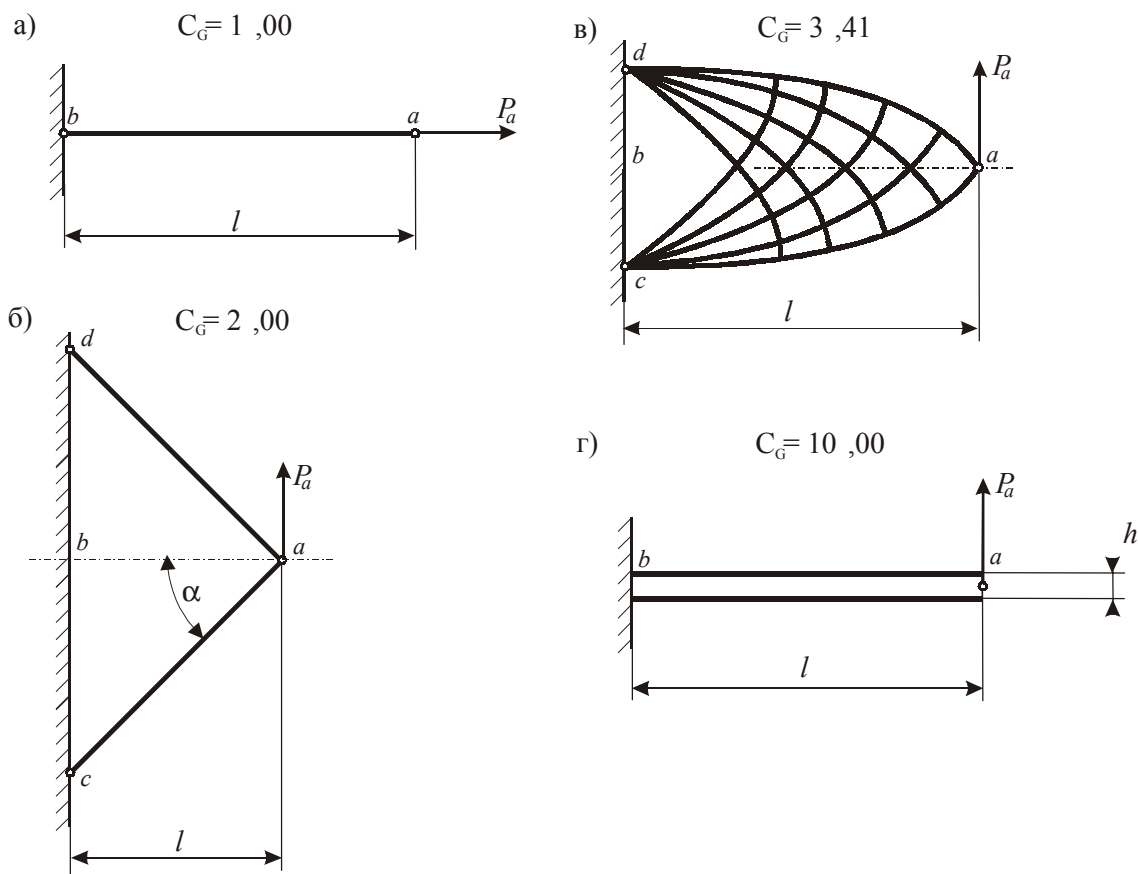 а) C_G= 1 ,00
b
a
P_a
l
б) C_G= 2 ,00
d
P_a
b
a
α
c
l
в) C_G= 3 ,41
d
P_a
b
a
c
l
г) C_G= 10 ,00
P_a
b
a
h
l